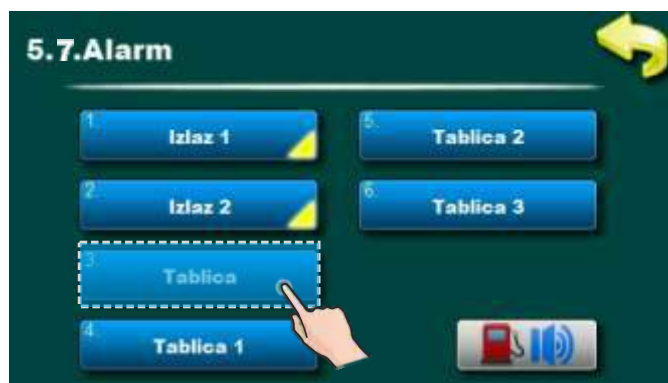 5.7.Alarm
1. Izlaz 1
2. Izlaz 2
3. Tablica
4. Tablica 1
5. Tablica 2
6. Tablica 3